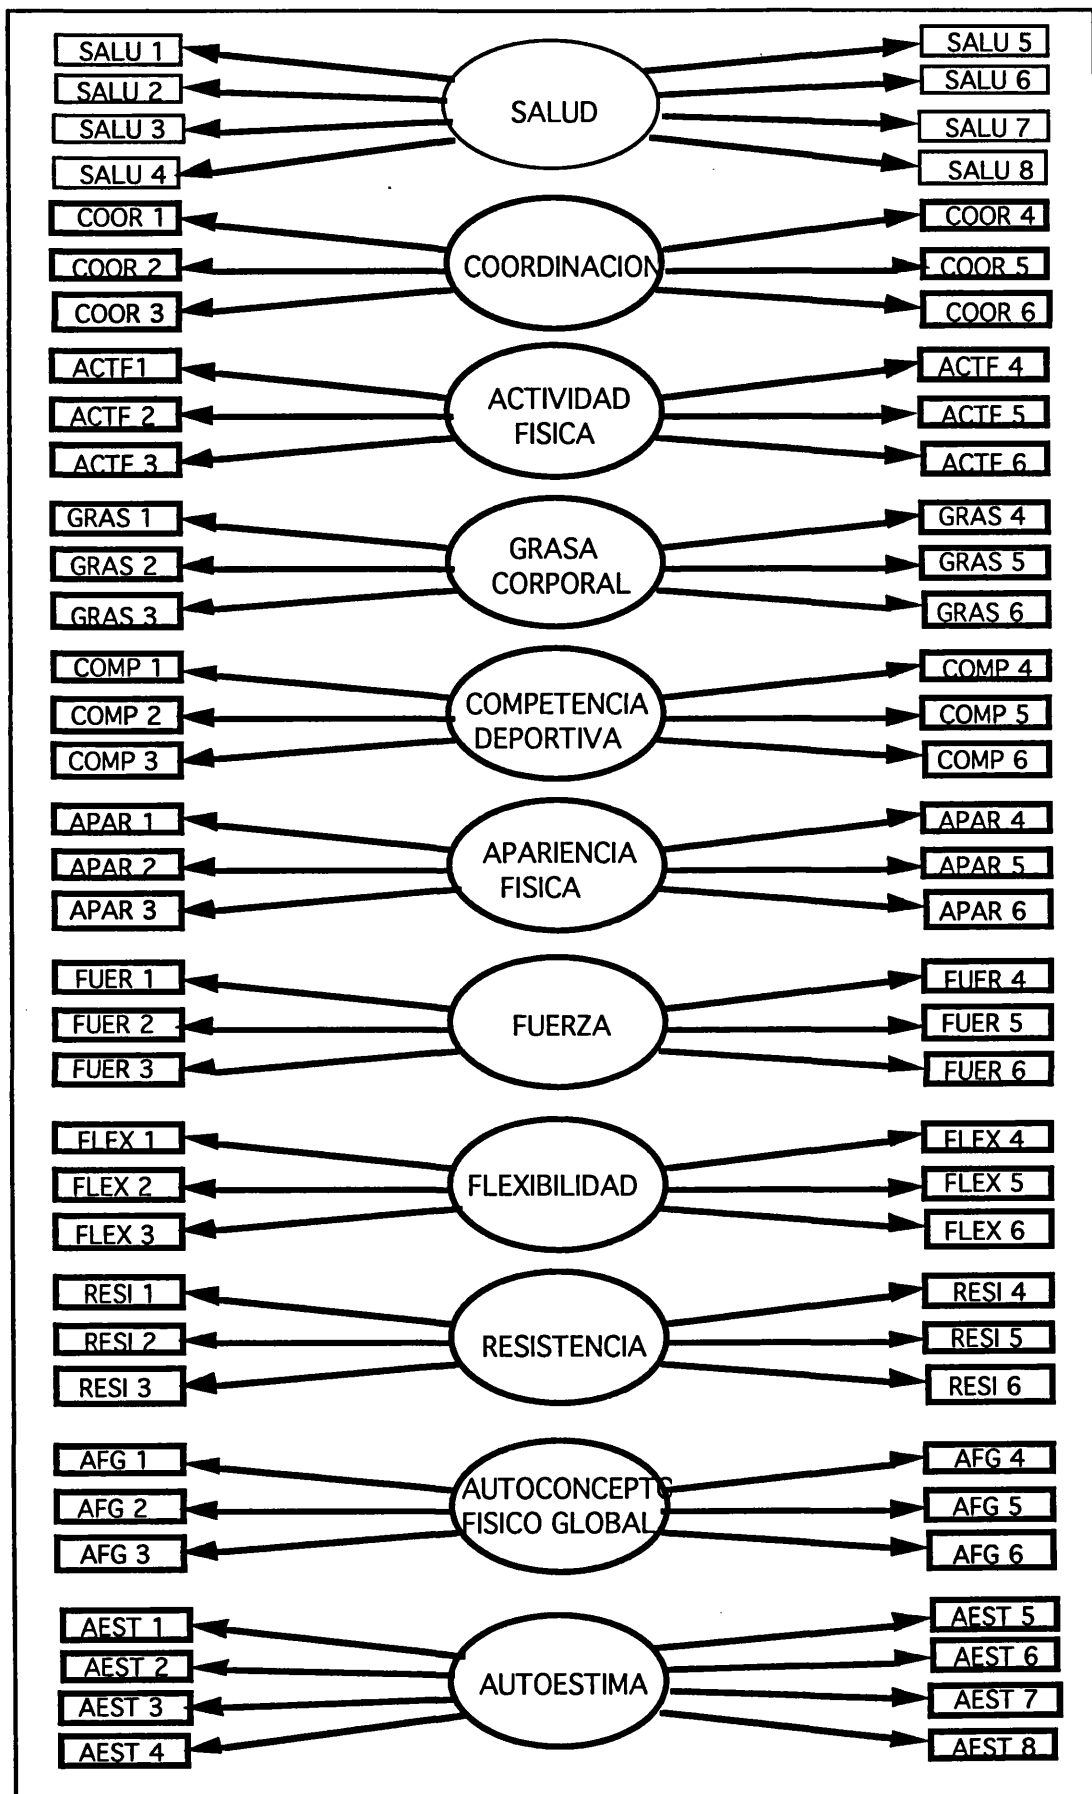 SALU 1
SALU 2
SALU 3
SALU 4
SALUD
SALU 5
SALU 6
SALU 7
SALU 8
COOR 1
COOR 2
COOR 3
COORDINACION
COOR 4
COOR 5
COOR 6
ACTF1
ACTF 2
ACTF 3
ACTIVIDAD
FISICA
ACTF 4
ACTF 5
ACTF 6
GRAS 1
GRAS 2
GRAS 3
GRASA
CORPORAL
GRAS 4
GRAS 5
GRAS 6
COMP 1
COMP 2
COMP 3
COMPETENCIA
DEPORTIVA
COMP 4
COMP 5
COMP 6
APAR 1
APAR 2
APAR 3
APARIENCIA
FISICA
APAR 4
APAR 5
APAR 6
FUER 1
FUER 2
FUER 3
FUERZA
FUER 4
FUER 5
FUER 6
FLEX 1
FLEX 2
FLEX 3
FLEXIBILIDAD
FLEX 4
FLEX 5
FLEX 6
RESI 1
RESI 2
RESI 3
RESISTENCIA
RESI 4
RESI 5
RESI 6
AFG 1
AFG 2
AFG 3
AUTOCONCEPTO
FISICO GLOBAL
AFG 4
AFG 5
AFG 6
AEST 1
AEST 2
AEST 3
AEST 4
AUTOESTIMA
AEST 5
AEST 6
AEST 7
AEST 8